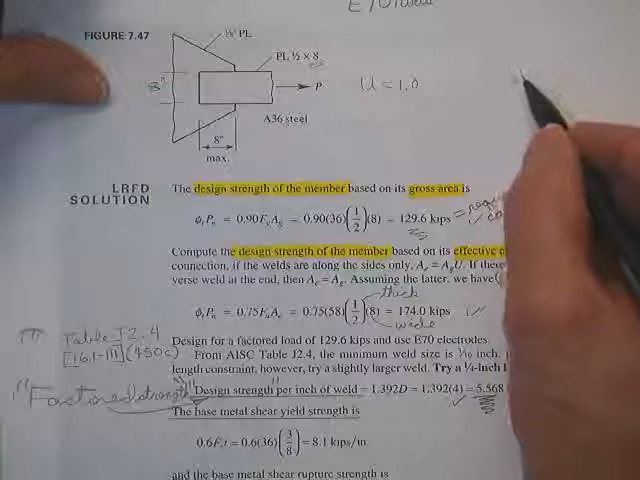 E70
FIGURE 7.47
PL
PL ½ × 8
8"
P
U = 1.0
A36 steel
8"
max.
LRFD
SOLUTION
The design strength of the member based on its gross area is
ϕₜPₙ = 0.90FᵧA_g = 0.90(36)(1/2)(8) = 129.6 kips
Compute the design strength of the member based on its effective
connection, if the welds are along the sides only, Aₑ = A_gU. If there
verse weld at the end, then Aₑ = A_g. Assuming the latter, we have
thick
ϕₜPₙ = 0.75FᵤAₑ = 0.75(58)(1/2)(8) = 174.0 kips
wide
Table J2.4
[16.1-111]
Design for a factored load of 129.6 kips and use E70 electrodes.
From AISC Table J2.4, the minimum weld size is 3/16 inch.
length constraint, however, try a slightly larger weld. Try a 1/4-inch
"Factored strength"
Design strength per inch of weld = 1.392D = 1.392(4) = 5.568
The base metal shear yield strength is
0.6Fᵧt = 0.6(36)(3/8) = 8.1 kips/in.
and the base metal shear rupture strength is